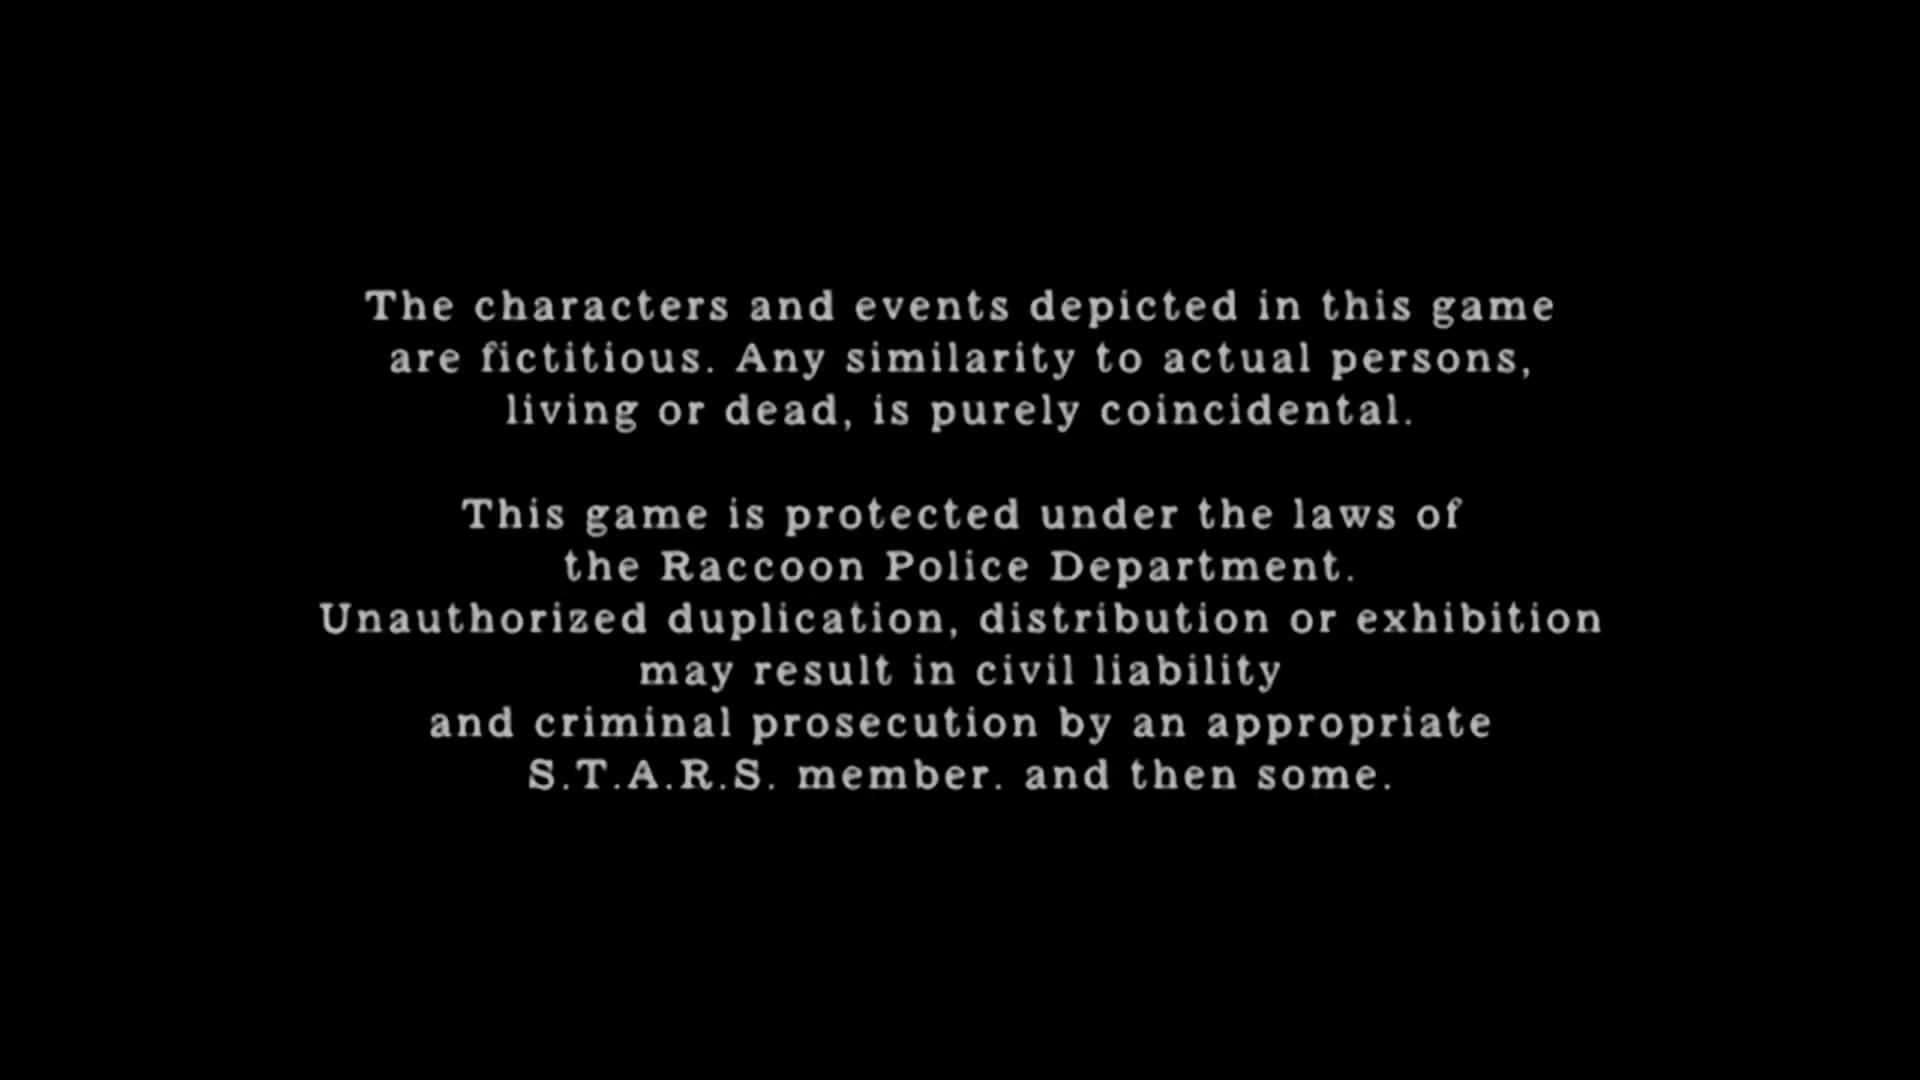 The characters and events depicted in this game
are fictitious. Any similarity to actual persons,
living or dead, is purely coincidental.
This game is protected under the laws of
the Raccoon Police Department.
Unauthorized duplication, distribution or exhibition
may result in civil liability
and criminal prosecution by an appropriate
S.T.A.R.S. member. and then some.